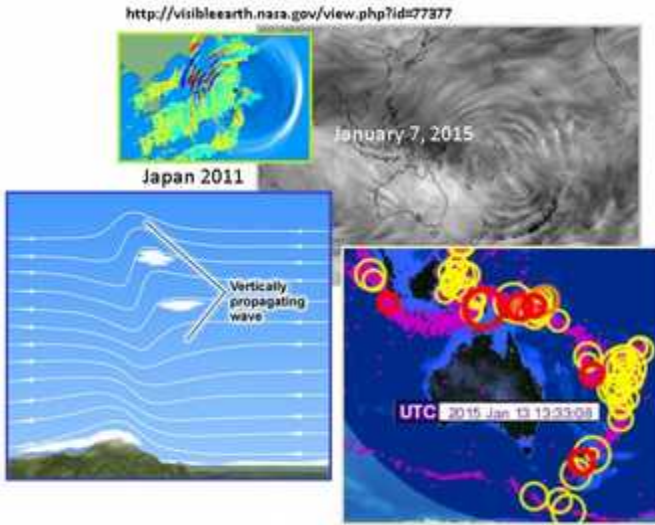 http://visibleearth.nasa.gov/view.php?id=77377
January 7, 2015
Japan 2011
Vertically
propagating
wave
UTC 2015 Jan 13 13:33:08